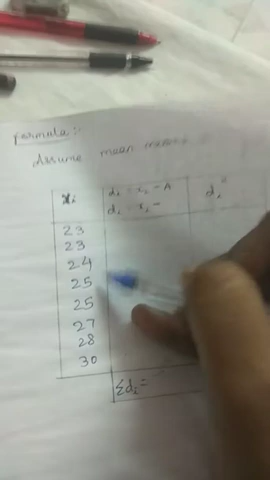 Formula:-
Assume mean
xᵢ dᵢ = xᵢ - A dᵢ²
dᵢ = xᵢ -
23
23
24
25
25
27
28
30
Σdᵢ =